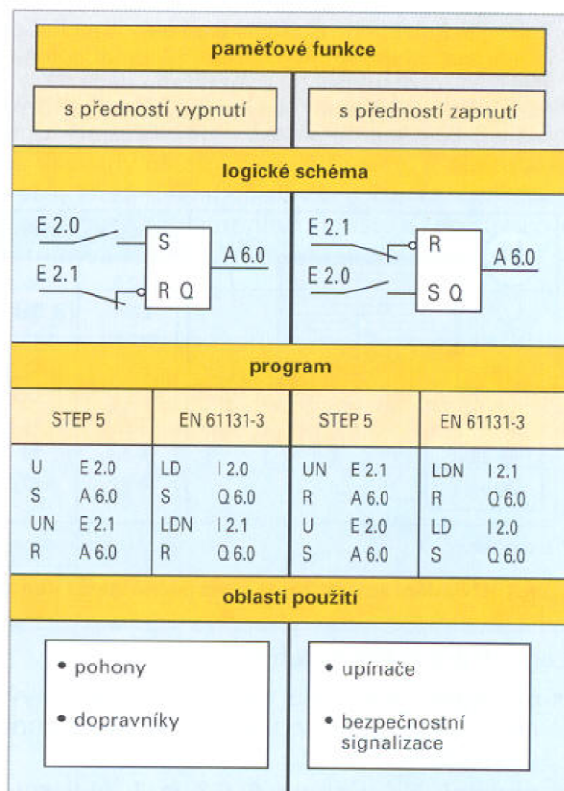 paměťové funkce
s předností vypnutí
s předností zapnutí
logické schéma
E 2.0
S
A 6.0
E 2.1
R Q
E 2.1
R
A 6.0
E 2.0
S Q
program
STEP 5 EN 61131-3 STEP 5 EN 61131-3
U E 2.0 LD I 2.0 UN E 2.1 LDN I 2.1
S A 6.0 S Q 6.0 R A 6.0 R Q 6.0
UN E 2.1 LDN I 2.1 U E 2.0 LD I 2.0
R A 6.0 R Q 6.0 S A 6.0 S Q 6.0
oblasti použití
• pohony
• dopravníky
• upínače
• bezpečnostní
signalizace